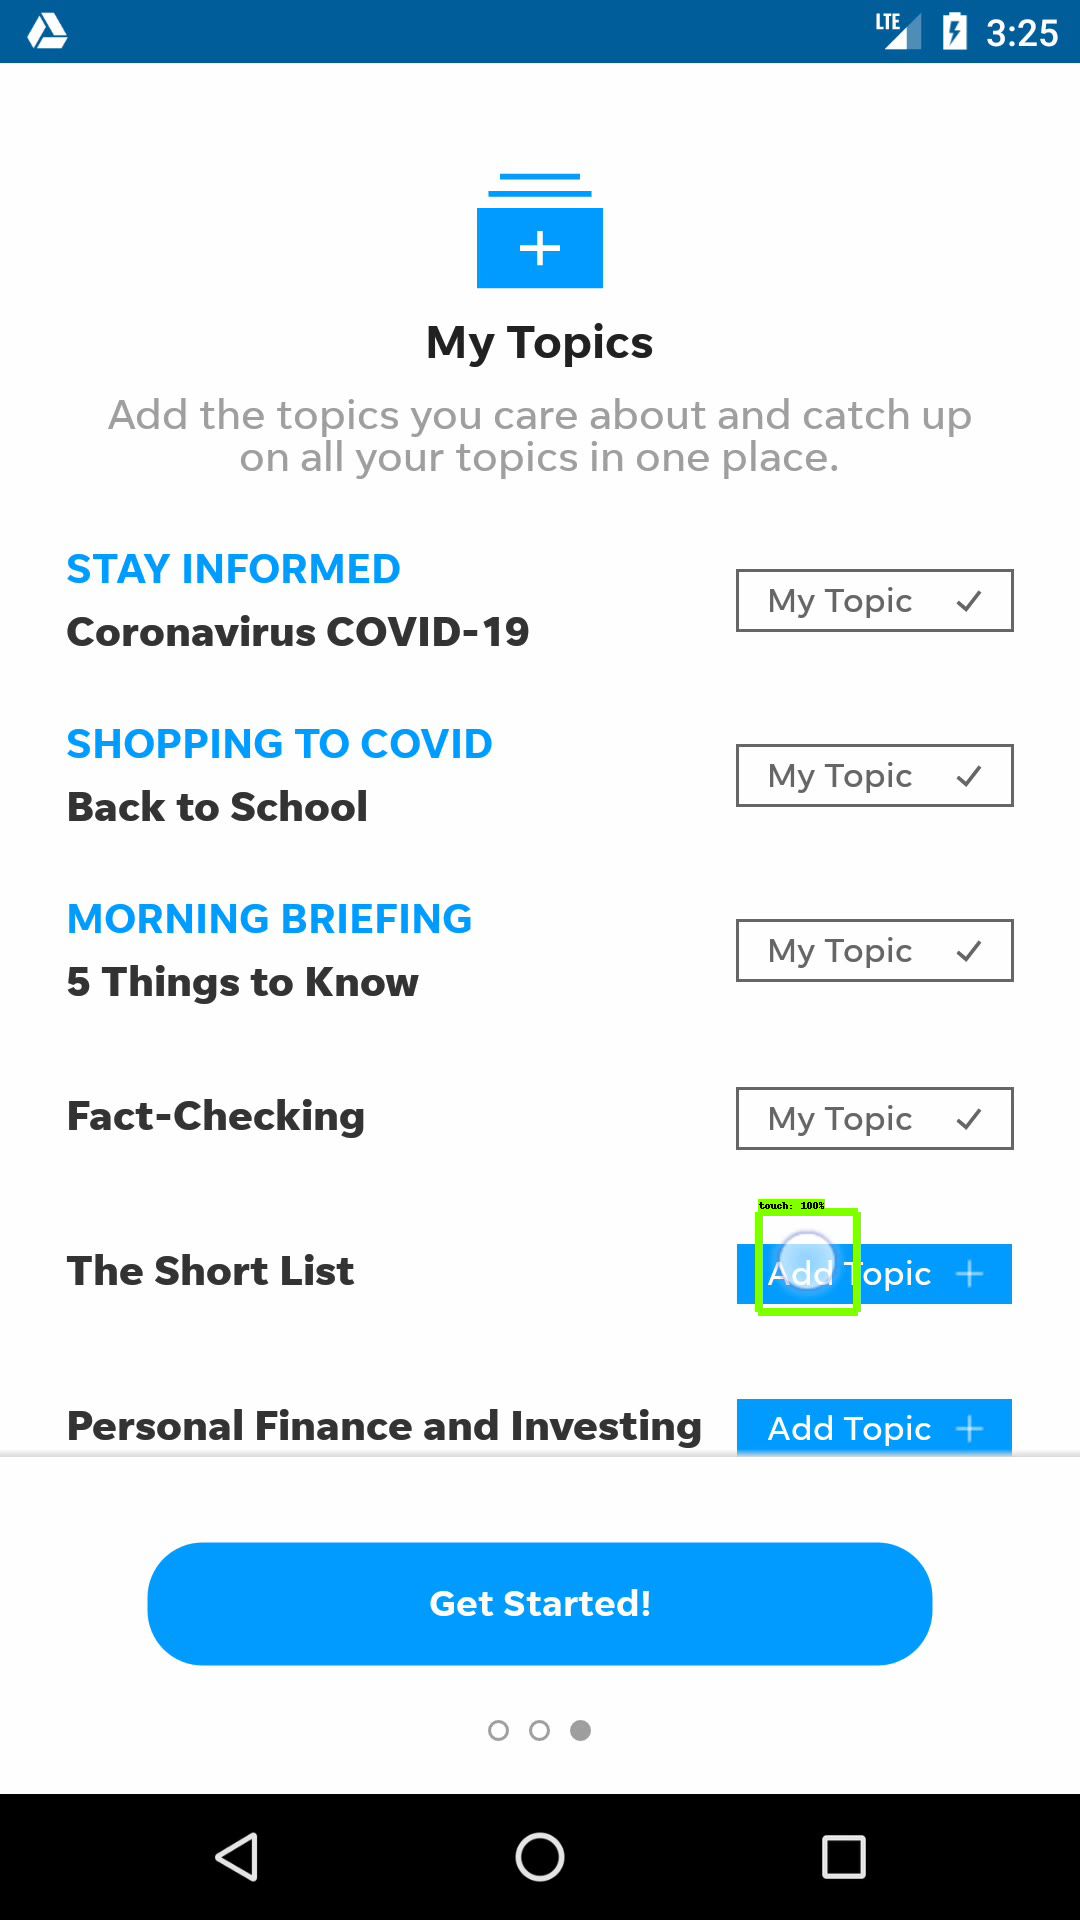 LTE 3:25
My Topics
Add the topics you care about and catch up
on all your topics in one place.
STAY INFORMED
Coronavirus COVID-19
My Topic
SHOPPING TO COVID
Back to School
My Topic
MORNING BRIEFING
5 Things to Know
My Topic
Fact-Checking
My Topic
touch: 100%
The Short List
Add Topic
Personal Finance and Investing
Add Topic
Get Started!